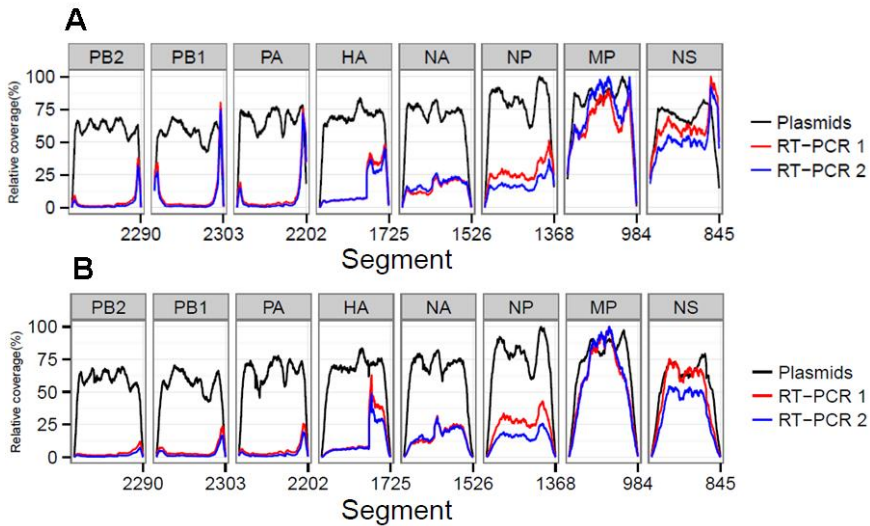 A
PB2 PB1 PA HA NA NP MP NS
Relative coverage(%)
100
75
50
25
0
2290 2303 2202 1725 1526 1368 984 845
Segment
Plasmids
RT−PCR 1
RT−PCR 2
B
PB2 PB1 PA HA NA NP MP NS
Relative coverage(%)
100
75
50
25
0
2290 2303 2202 1725 1526 1368 984 845
Segment
Plasmids
RT−PCR 1
RT−PCR 2